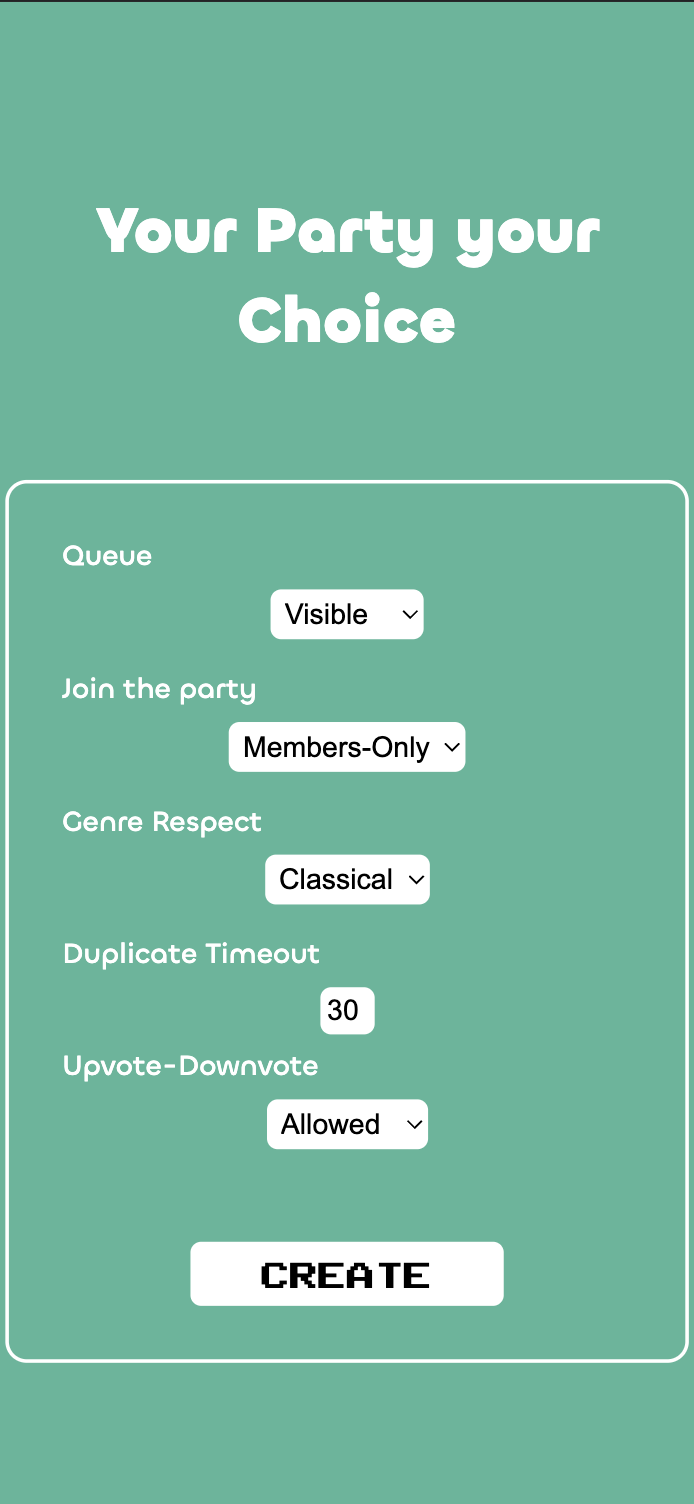 Your Party your
Choice
Queue
Visible
Join the party
Members-Only
Genre Respect
Classical
Duplicate Timeout
30
Upvote-Downvote
Allowed
CREATE